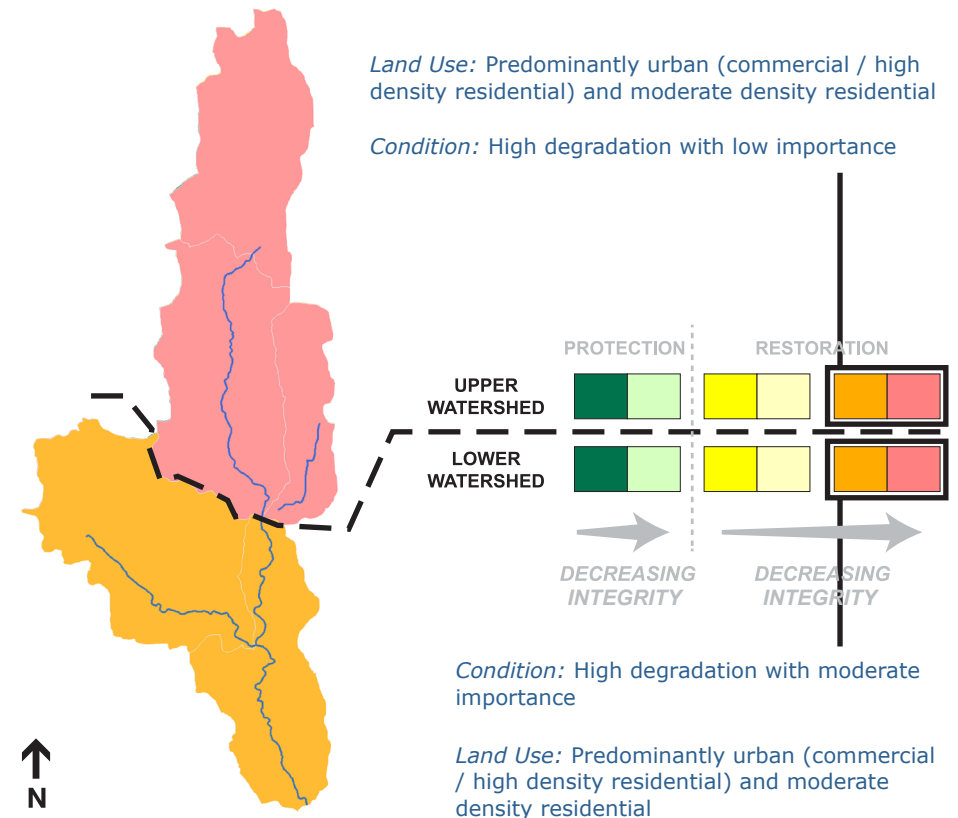 Land Use: Predominantly urban (commercial / high
density residential) and moderate density residential
Condition: High degradation with low importance
PROTECTION
RESTORATION
UPPER
WATERSHED
LOWER
WATERSHED
DECREASING
INTEGRITY
DECREASING
INTEGRITY
Condition: High degradation with moderate
importance
Land Use: Predominantly urban (commercial
/ high density residential) and moderate
density residential
N